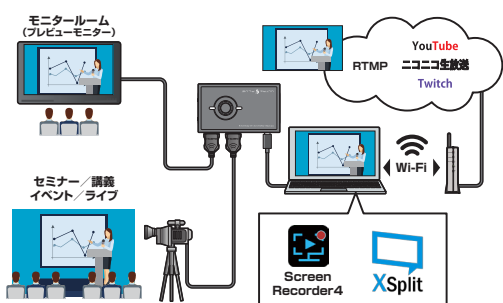 モニタールーム
(プレビューモニター)
RTMP
YouTube
ニコニコ生放送
Twitch
Wi-Fi
セミナー／講義
イベント／ライブ
Screen
Recorder4
XSplit